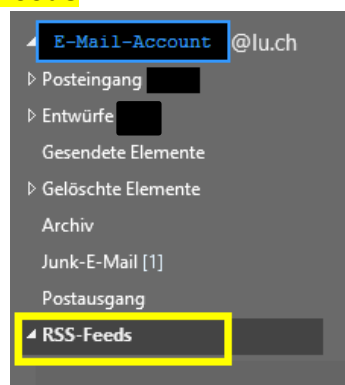 E-Mail-Account @lu.ch
Posteingang
Entwürfe
Gesendete Elemente
Gelöschte Elemente
Archiv
Junk-E-Mail [1]
Postausgang
RSS-Feeds